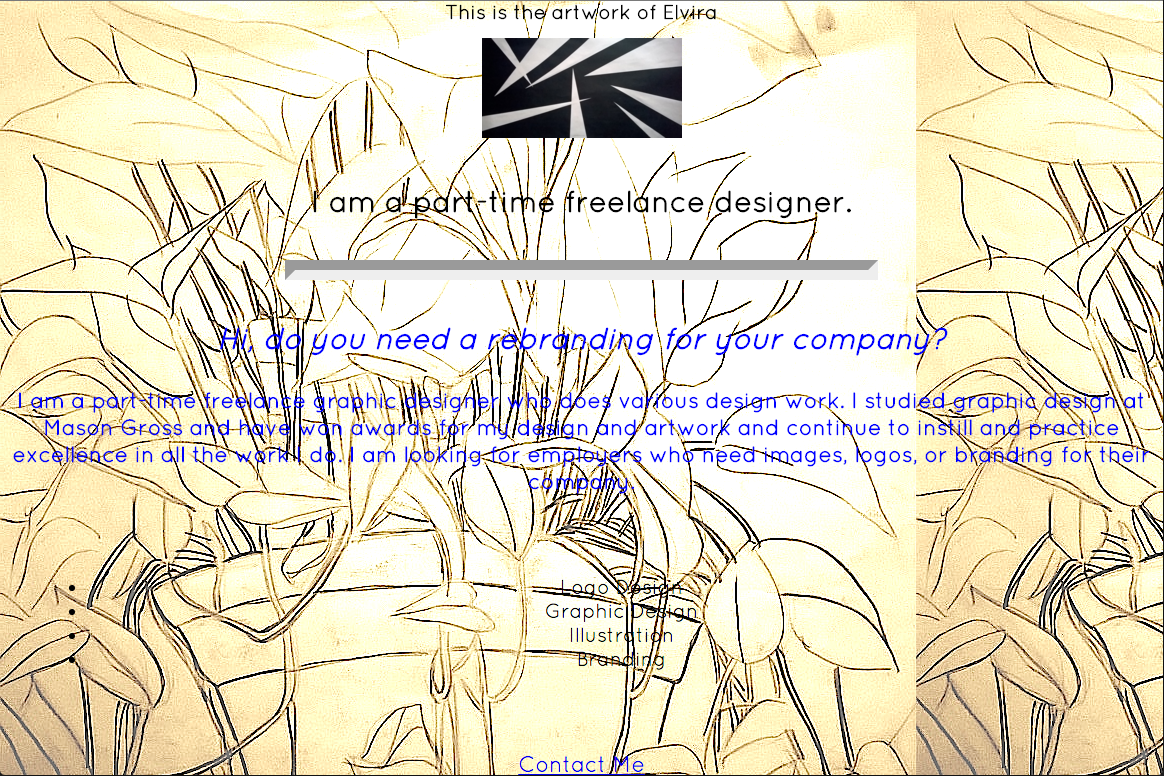 This is the artwork of Elvira
I am a part-time freelance designer.
Hi, do you need a rebranding for your company?
I am a part-time freelance graphic designer who does various design work. I studied graphic design at
Mason Gross and have won awards for my design and artwork and continue to instill and practice
excellence in all the work I do. I am looking for employers who need images, logos, or branding for their
company.
Logo Design
Graphic Design
Illustration
Branding
Contact Me